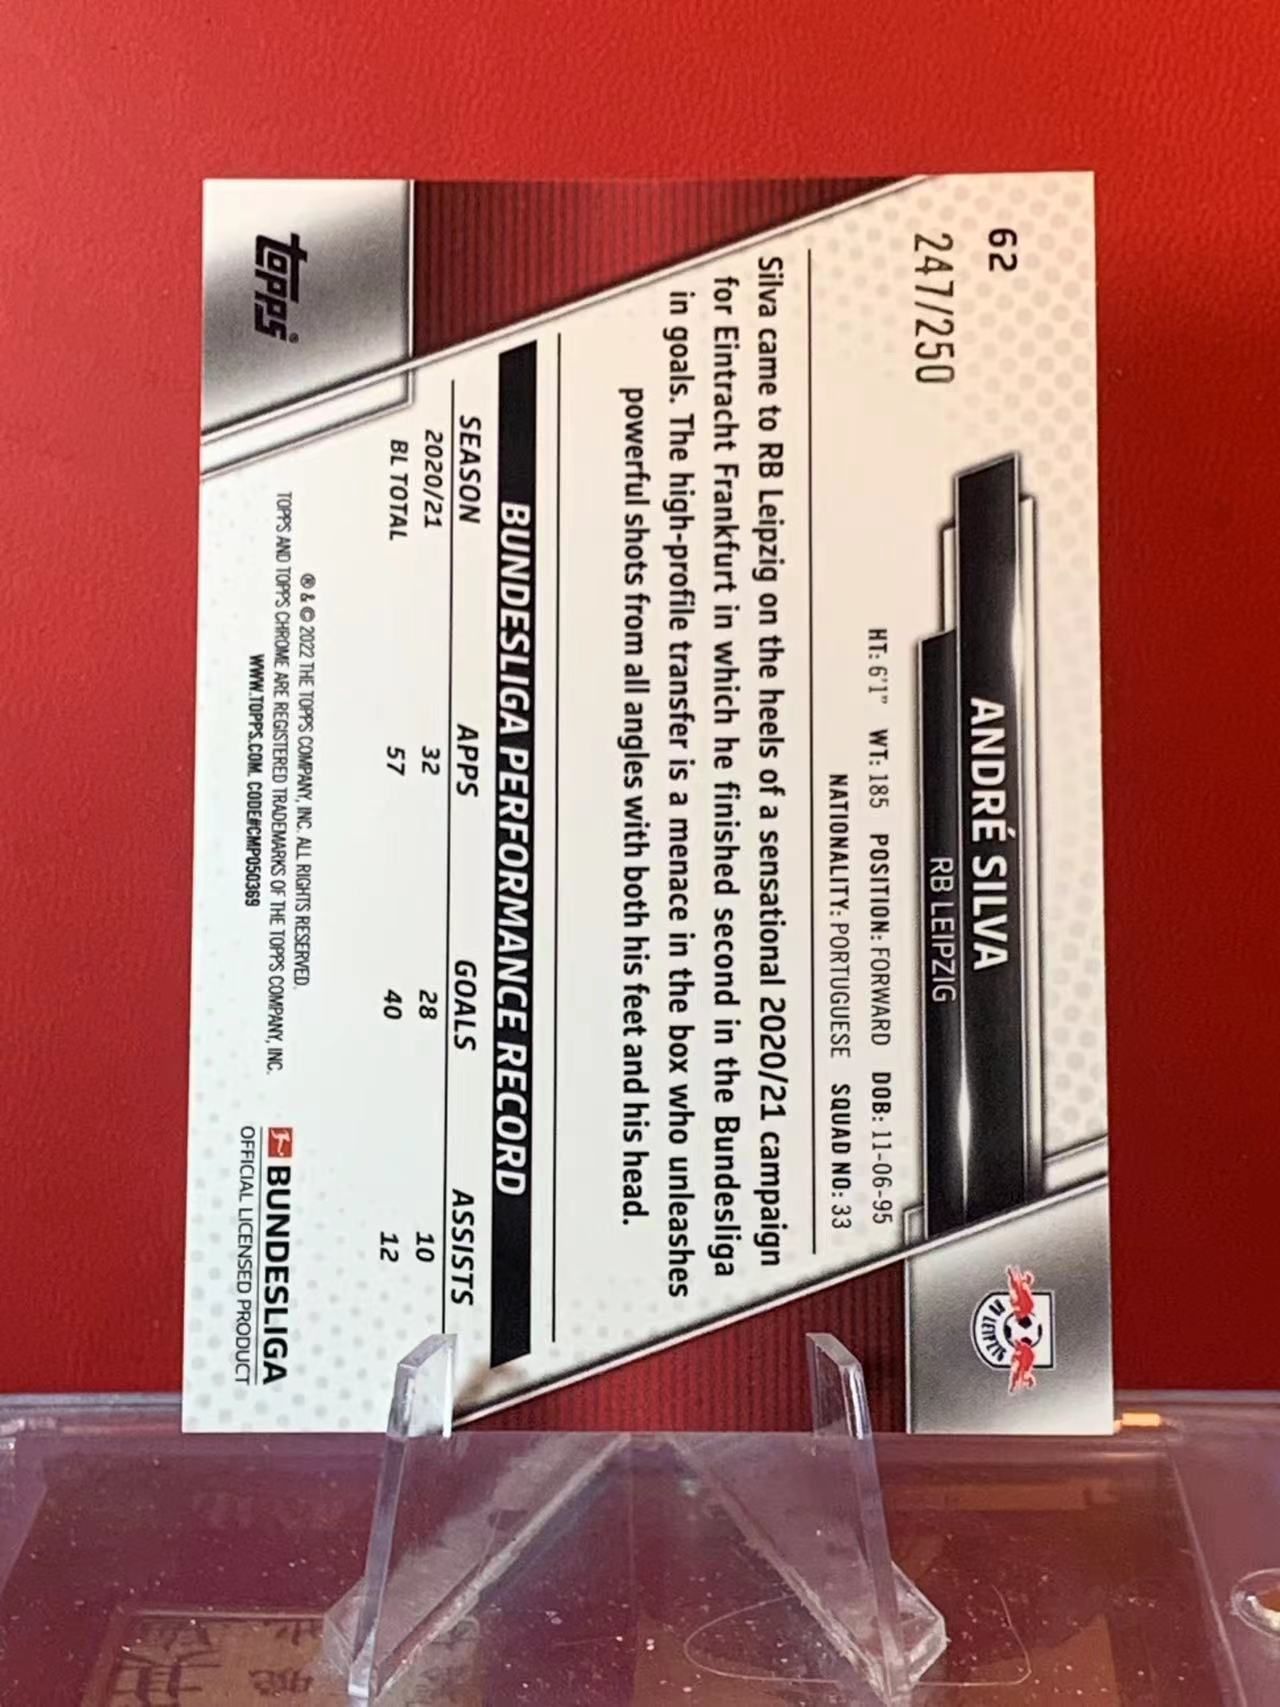 62
247/250
ANDRÉ SILVA
RB LEIPZIG
RB LEIPZIG
HT: 6'1" WT: 185 POSITION: FORWARD DOB: 11-06-95
NATIONALITY: PORTUGUESE SQUAD NO: 33
Silva came to RB Leipzig on the heels of a sensational 2020/21 campaign
for Eintracht Frankfurt in which he finished second in the Bundesliga
in goals. The high-profile transfer is a menace in the box who unleashes
powerful shots from all angles with both his feet and his head.
BUNDESLIGA PERFORMANCE RECORD
SEASON APPS GOALS ASSISTS
2020/21 32 28 10
BL TOTAL 57 40 12
topps®
® & © 2022 THE TOPPS COMPANY, INC. ALL RIGHTS RESERVED.
TOPPS AND TOPPS CHROME ARE REGISTERED TRADEMARKS OF THE TOPPS COMPANY, INC.
WWW.TOPPS.COM. CODE#CMP050369
BUNDESLIGA
OFFICIAL LICENSED PRODUCT